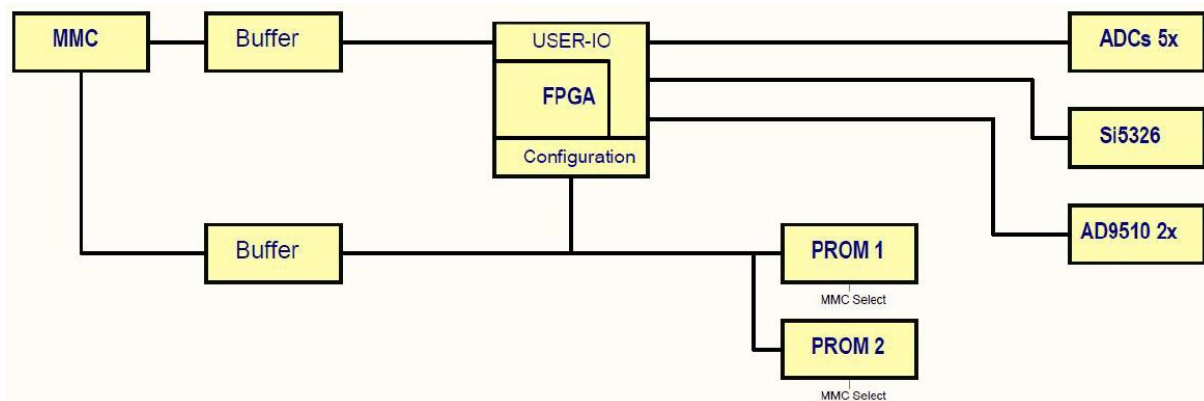 MMC
Buffer
USER-IO
FPGA
Configuration
ADCs 5x
Si5326
AD9510 2x
Buffer
PROM 1
MMC Select
PROM 2
MMC Select